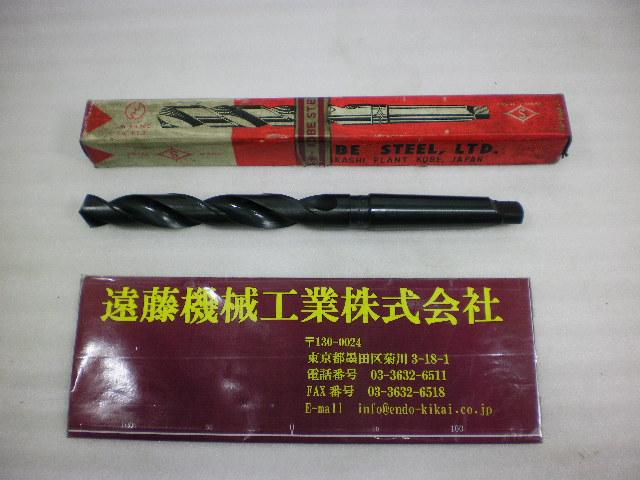 OBE STE
BE STEEL, LTD.
KASHI PLANT KOBE, JAPAN
S
S
遠藤機械工業株式会社
〒130-0024
東京都墨田区菊川3-18-1
電話番号 03-3632-6511
FAX番号 03-3632-6518
E-mail info@endo-kikai.co.jp